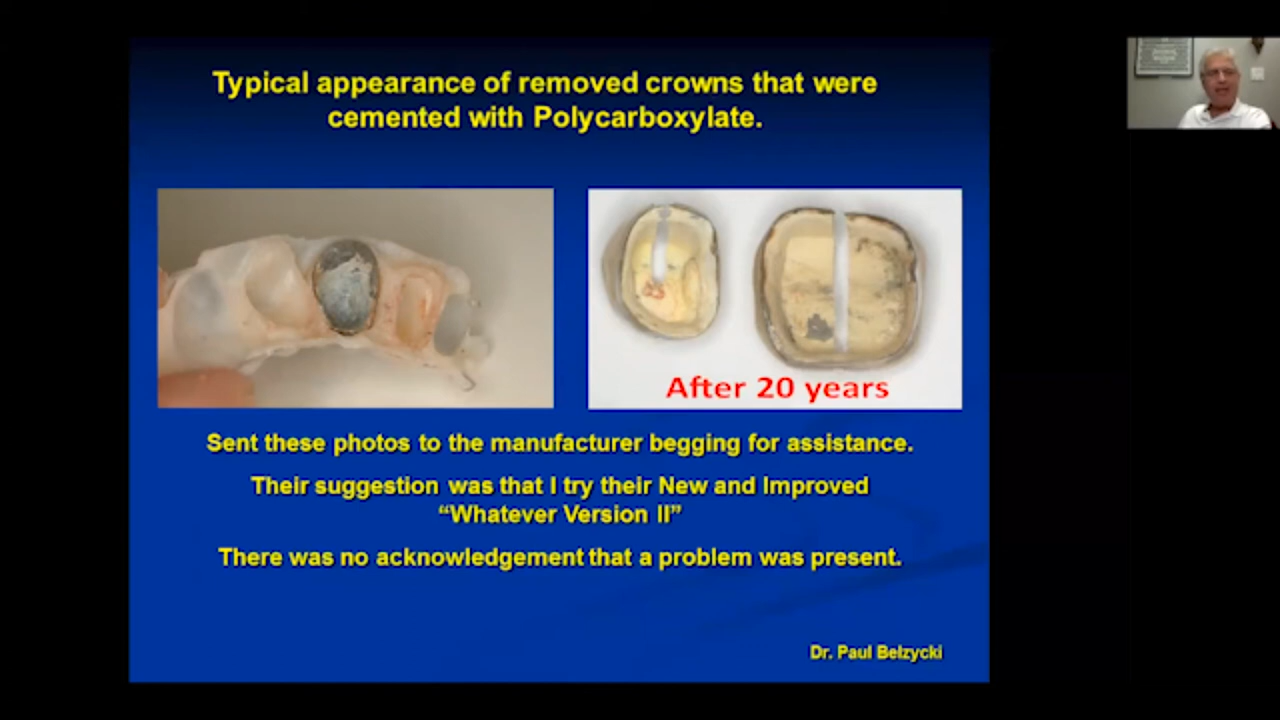 Typical appearance of removed crowns that were
cemented with Polycarboxylate.
After 20 years
Sent these photos to the manufacturer begging for assistance.
Their suggestion was that I try their New and Improved
“Whatever Version II”
There was no acknowledgement that a problem was present.
Dr. Paul Belzycki